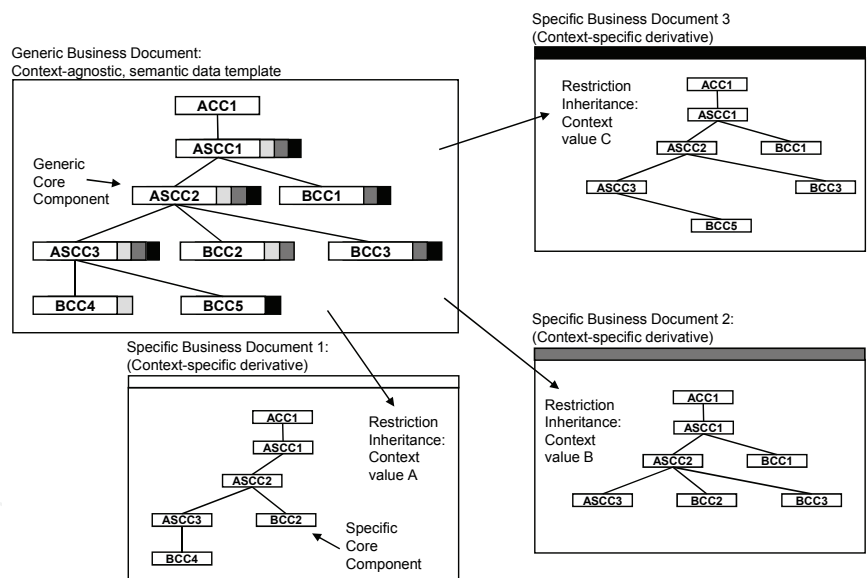 Generic Business Document:
Context-agnostic, semantic data template
ACC1
ASCC1
Generic
Core
Component
ASCC2
BCC1
ASCC3
BCC2
BCC3
BCC4
BCC5
Specific Business Document 3
(Context-specific derivative)
Restriction
Inheritance:
Context
value C
ACC1
ASCC1
ASCC2
BCC1
ASCC3
BCC3
BCC5
Specific Business Document 1:
(Context-specific derivative)
ACC1
ASCC1
ASCC2
ASCC3
BCC2
BCC4
Restriction
Inheritance:
Context
value A
Specific
Core
Component
Specific Business Document 2:
(Context-specific derivative)
Restriction
Inheritance:
Context
value B
ACC1
ASCC1
ASCC2
BCC1
ASCC3
BCC2
BCC3